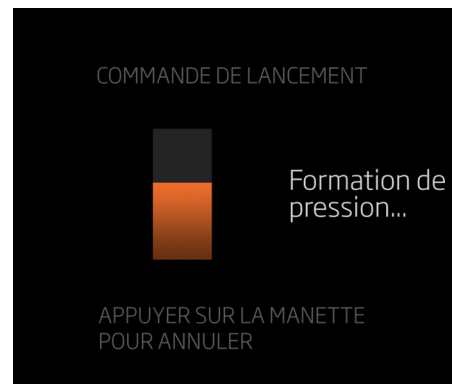 COMMANDE DE LANCEMENT
Formation de
pression...
APPUYER SUR LA MANETTE
POUR ANNULER